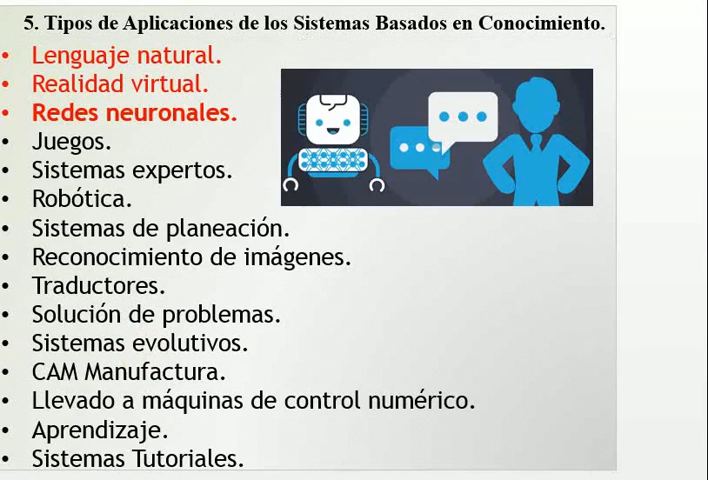 5. Tipos de Aplicaciones de los Sistemas Basados en Conocimiento.
• Lenguaje natural.
• Realidad virtual.
• Redes neuronales.
• Juegos.
• Sistemas expertos.
• Robótica.
• Sistemas de planeación.
• Reconocimiento de imágenes.
• Traductores.
• Solución de problemas.
• Sistemas evolutivos.
• CAM Manufactura.
• Llevado a máquinas de control numérico.
• Aprendizaje.
• Sistemas Tutoriales.